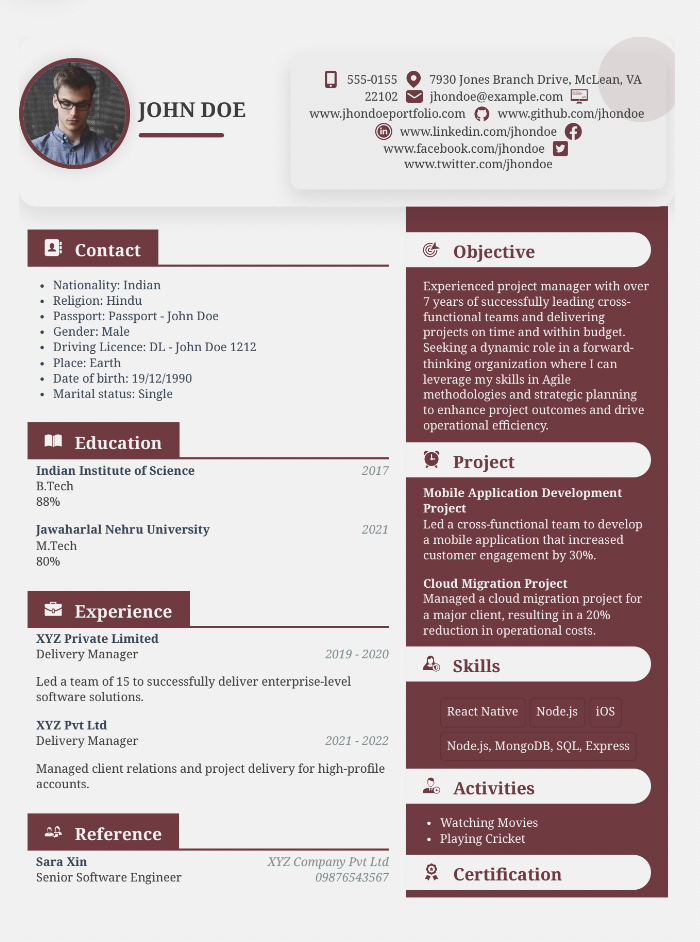 JOHN DOE
555-0155 7930 Jones Branch Drive, McLean, VA
22102 jhondoe@example.com
www.jhondoeportfolio.com www.github.com/jhondoe
www.linkedin.com/jhondoe
www.facebook.com/jhondoe
www.twitter.com/jhondoe
Contact
• Nationality: Indian
• Religion: Hindu
• Passport: Passport - John Doe
• Gender: Male
• Driving Licence: DL - John Doe 1212
• Place: Earth
• Date of birth: 19/12/1990
• Marital status: Single
Education
Indian Institute of Science 2017
B.Tech
88%
Jawaharlal Nehru University 2021
M.Tech
80%
Experience
XYZ Private Limited
Delivery Manager 2019 - 2020
Led a team of 15 to successfully deliver enterprise-level
software solutions.
XYZ Pvt Ltd
Delivery Manager 2021 - 2022
Managed client relations and project delivery for high-profile
accounts.
Reference
Sara Xin XYZ Company Pvt Ltd
Senior Software Engineer 09876543567
Objective
Experienced project manager with over
7 years of successfully leading cross-
functional teams and delivering
projects on time and within budget.
Seeking a dynamic role in a forward-
thinking organization where I can
leverage my skills in Agile
methodologies and strategic planning
to enhance project outcomes and drive
operational efficiency.
Project
Mobile Application Development
Project
Led a cross-functional team to develop
a mobile application that increased
customer engagement by 30%.
Cloud Migration Project
Managed a cloud migration project for
a major client, resulting in a 20%
reduction in operational costs.
Skills
React Native Node.js iOS
Node.js, MongoDB, SQL, Express
Activities
• Watching Movies
• Playing Cricket
Certification